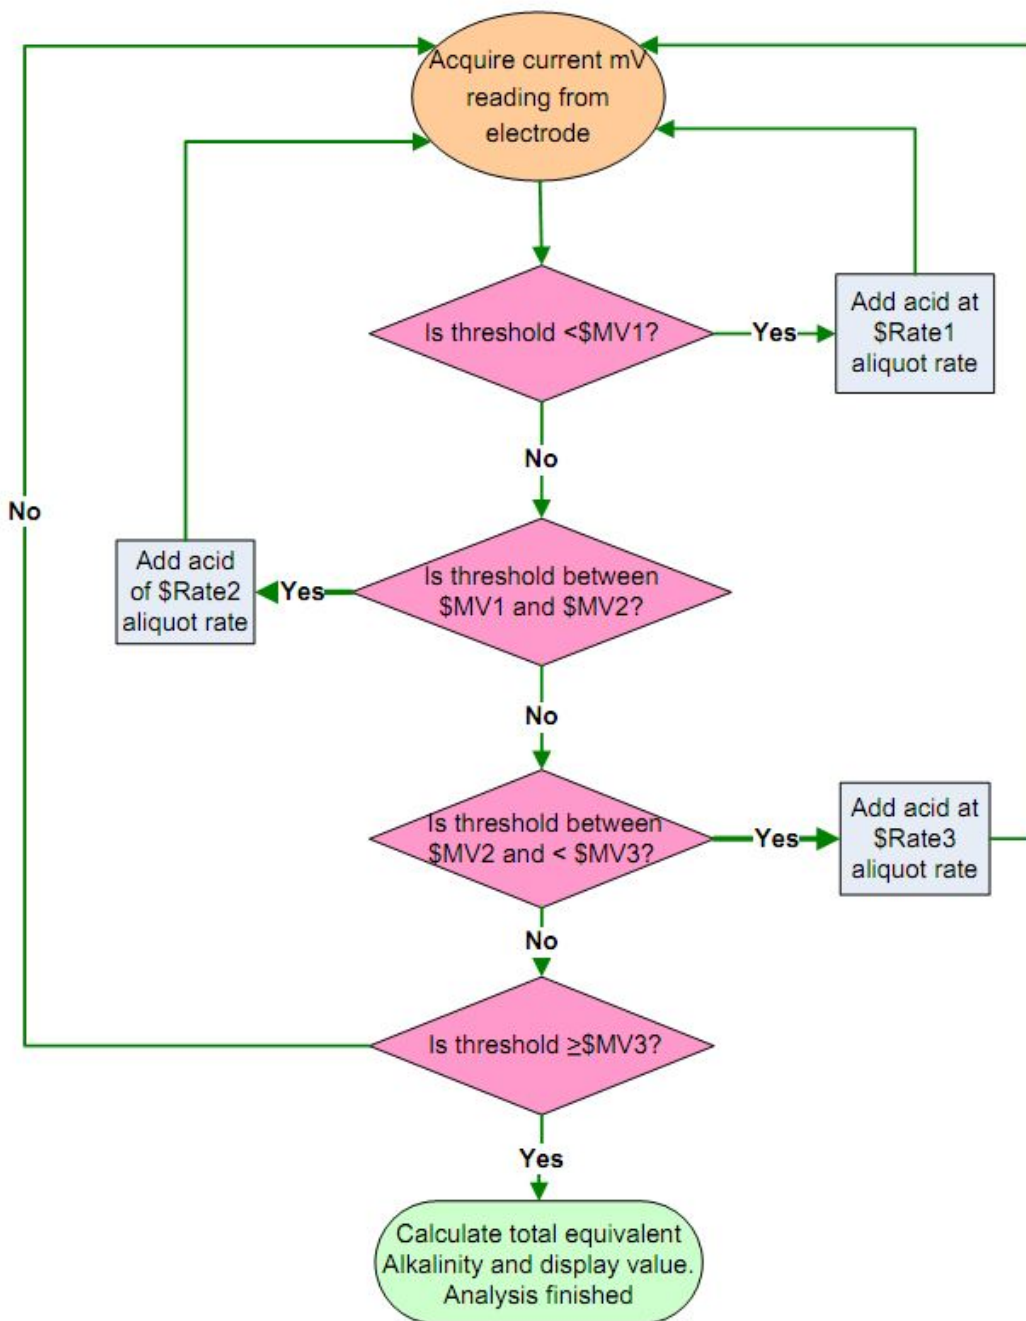 Acquire current mV
reading from
electrode
Is threshold <$MV1?
Yes
Add acid at
$Rate1
aliquot rate
No
No
Add acid
of $Rate2
aliquot rate
Yes
Is threshold between
$MV1 and $MV2?
No
Is threshold between
$MV2 and < $MV3?
Yes
Add acid at
$Rate3
aliquot rate
No
Is threshold ≥$MV3?
Yes
Calculate total equivalent
Alkalinity and display value.
Analysis finished